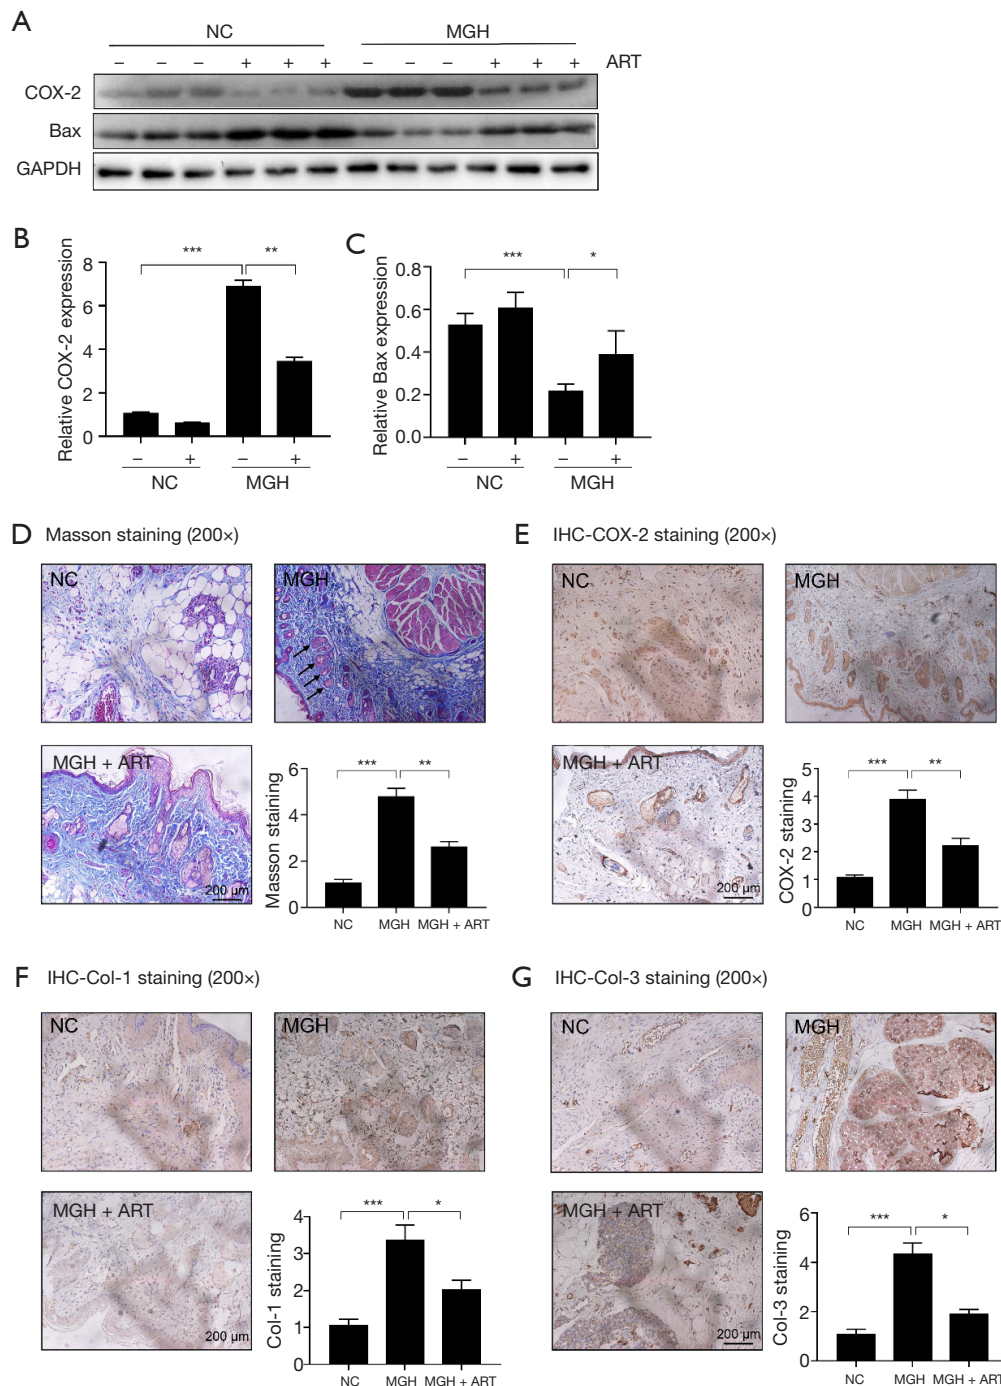 A
NC MGH
– – – + + + – – – + + + ART
COX-2
Bax
GAPDH
B
Relative COX-2 expression
8
6
4
2
0
*** **
– + – +
NC MGH
C
Relative Bax expression
0.8
0.6
0.4
0.2
0.0
*** *
– + – +
NC MGH
D Masson staining (200×)
NC
MGH
MGH + ART
200 μm
Masson staining
6
4
2
0
*** **
NC MGH MGH + ART
E IHC-COX-2 staining (200×)
NC
MGH
MGH + ART
200 μm
COX-2 staining
5
4
3
2
1
0
*** **
NC MGH MGH + ART
F IHC-Col-1 staining (200×)
NC
MGH
MGH + ART
200 μm
Col-1 staining
4
3
2
1
0
*** *
NC MGH MGH + ART
G IHC-Col-3 staining (200×)
NC
MGH
MGH + ART
200 μm
Col-3 staining
6
4
2
0
*** *
NC MGH MGH + ART